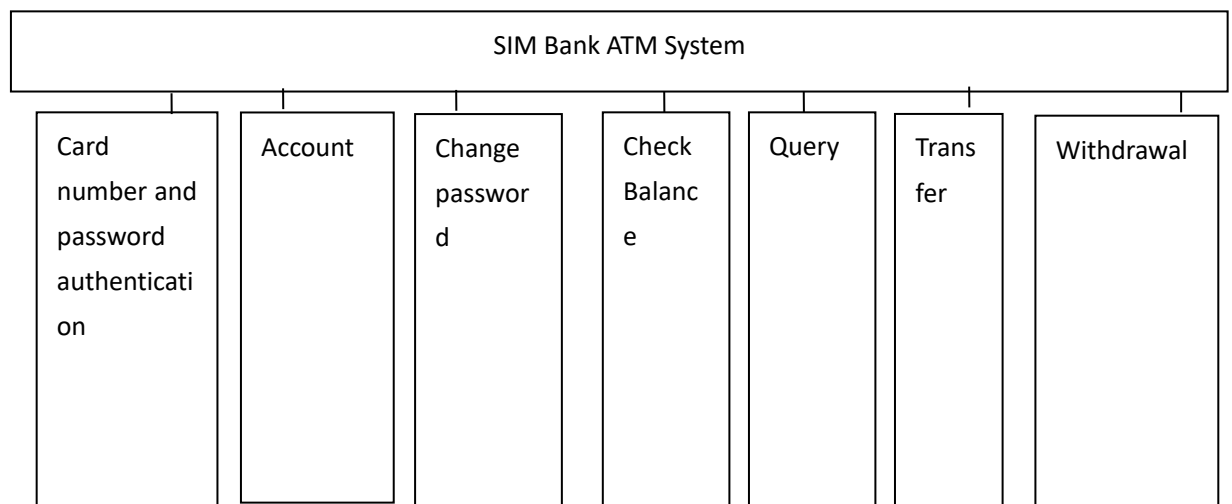 SIM Bank ATM System
Card
number and
password
authenticati
on
Account
Change
passwor
d
Check
Balanc
e
Query
Trans
fer
Withdrawal